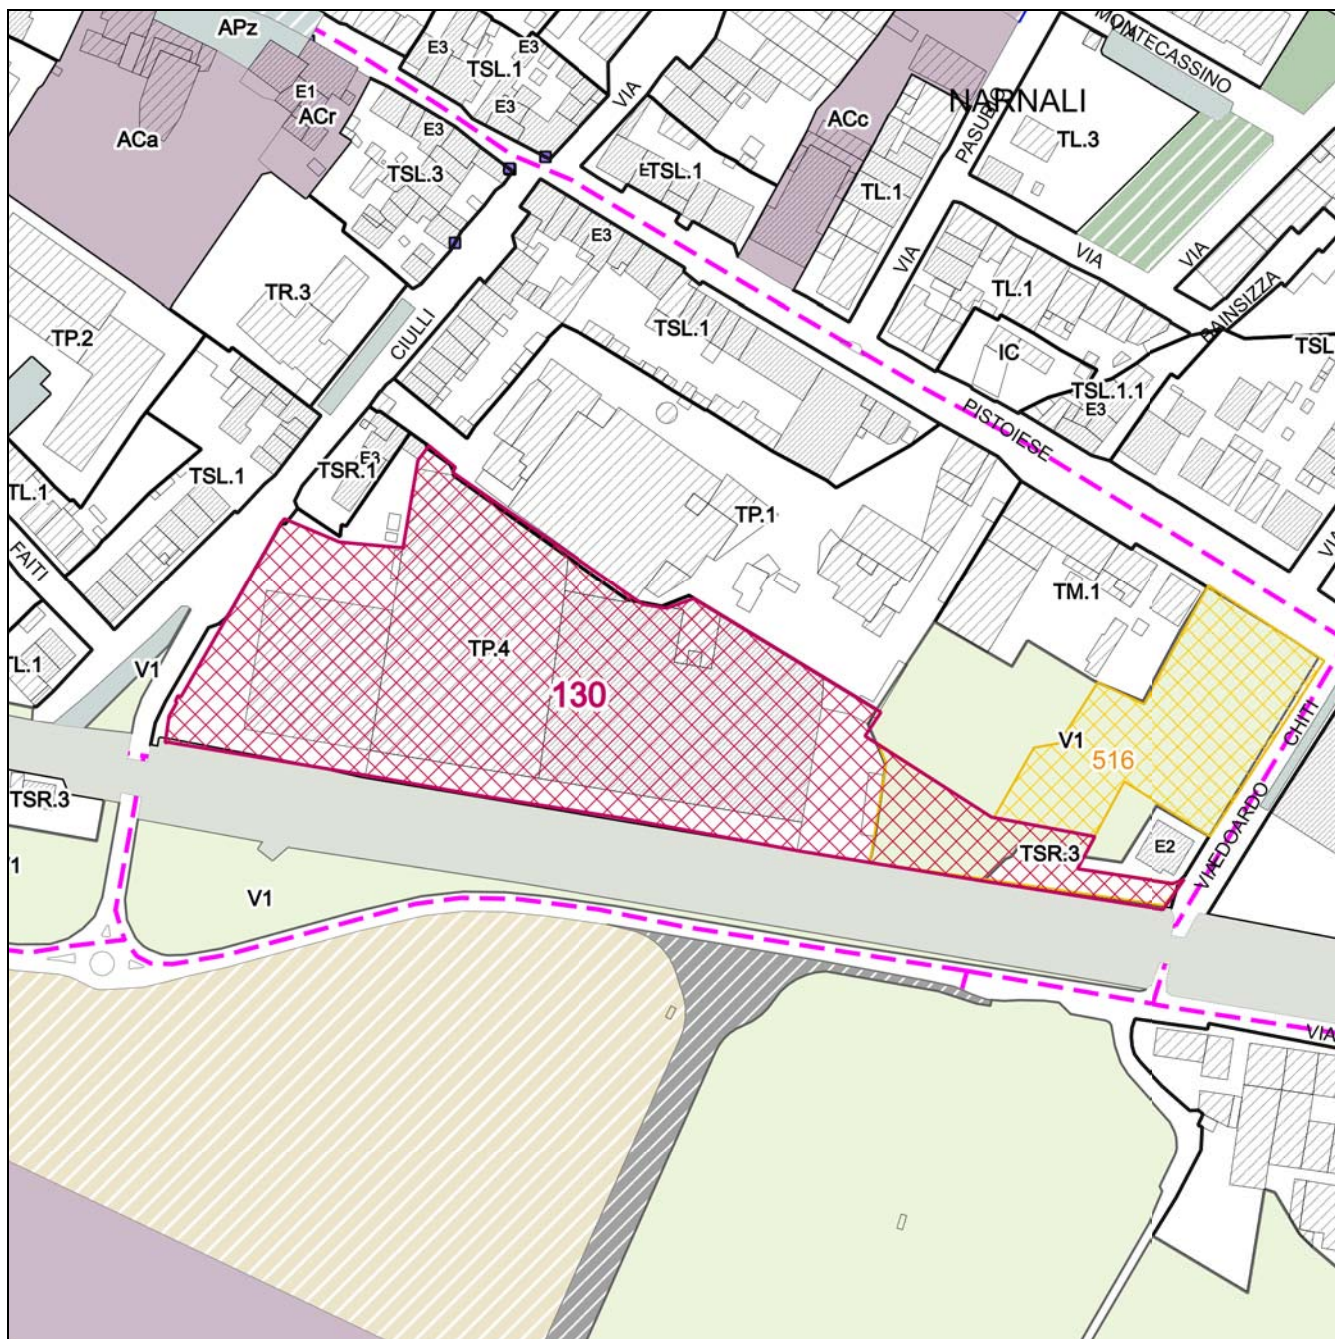 APz
E3
E3
TSL.1
E3
E3
E1
ACr
ACa
VIA
ACc
MONTECASSINO
NARNALI
PASUBIO
TL.3
TSL.3
TSL.1
TL.1
E3
VIA
VIA
VIA
TR.3
TL.1
BAINSIZZA
TP.2
CIULLI
TSL.1
IC
TSL.1.1
E3
PISTOIESE
TSR.1
E3
TSL.1
TL.1
TP.1
FAITI
TM.1
TP.4
TL.1
V1
130
V1
516
CHITI
TSR.3
E2
TSR.3
VIA EDOARDO
V1
VIA